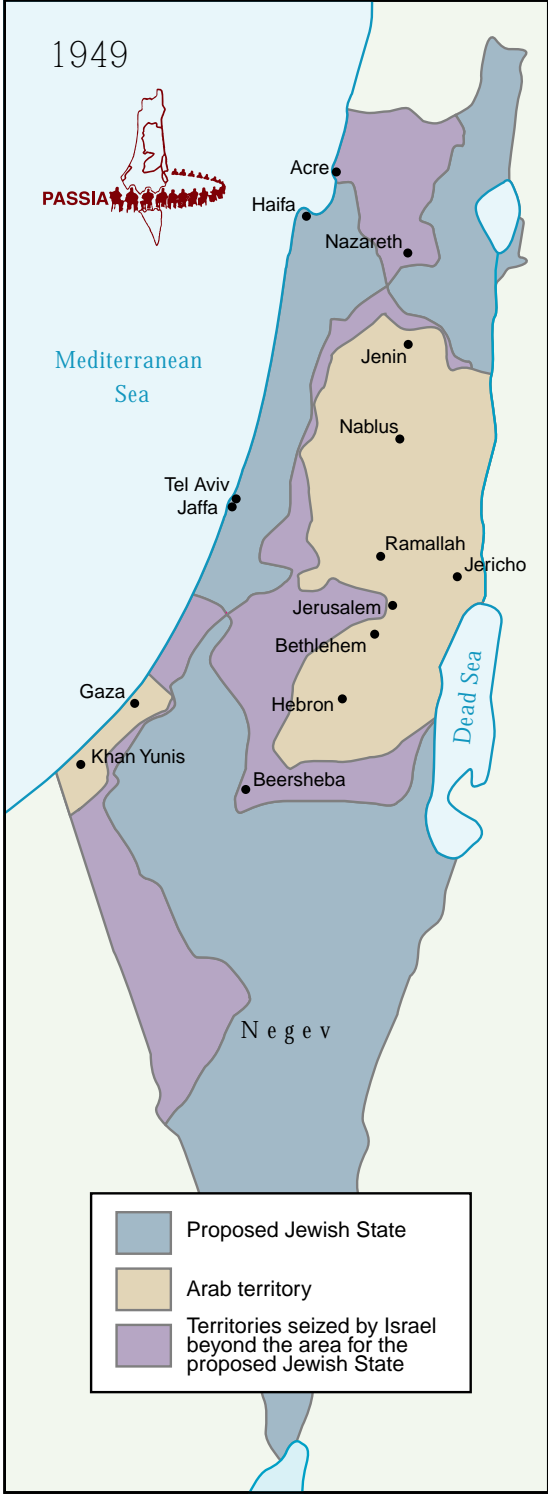 1949
PASSIA
Acre
Haifa
Nazareth
Jenin
Mediterranean
Sea
Nablus
Tel Aviv
Jaffa
Ramallah
Jericho
Jerusalem
Bethlehem
Dead Sea
Gaza
Hebron
Khan Yunis
Beersheba
Negev
Proposed Jewish State
Arab territory
Territories seized by Israel
beyond the area for the
proposed Jewish State